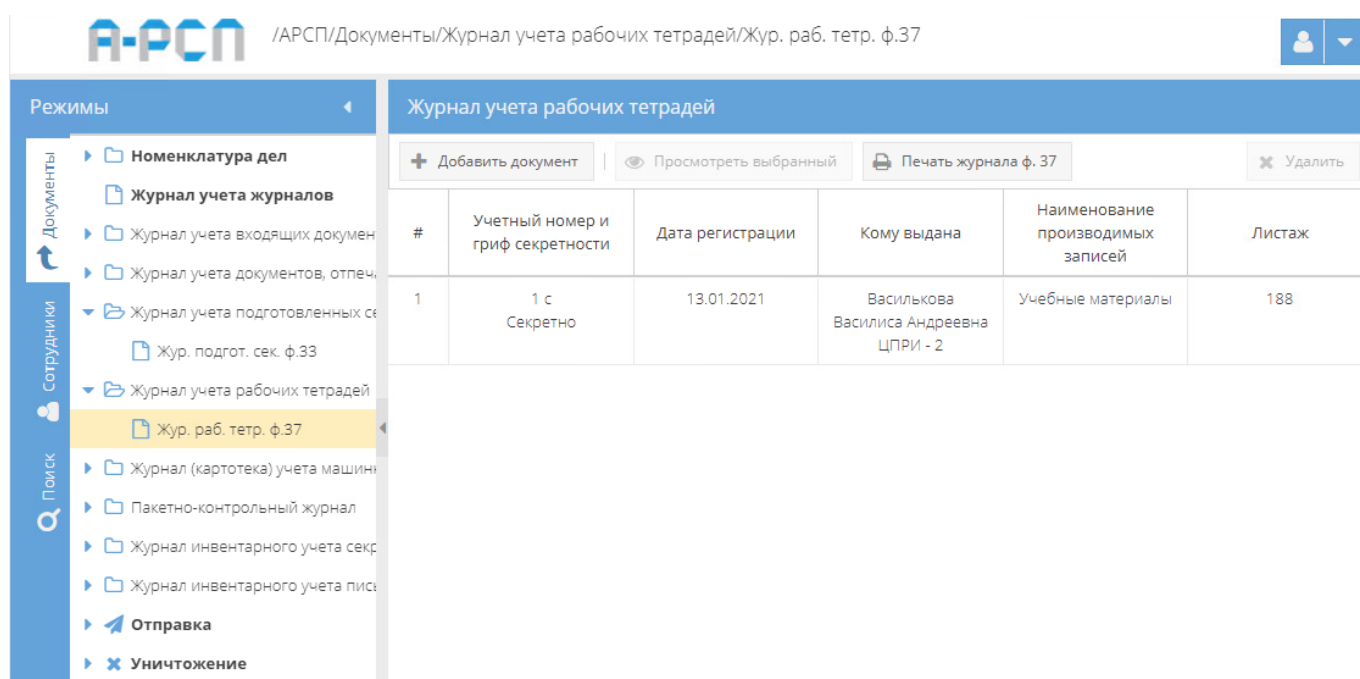 А-РСП
/АРСП/Документы/Журнал учета рабочих тетрадей/Жур. раб. тетр. ф.37
Режимы
Документы
Сотрудники
Поиск
Номенклатура дел
Журнал учета журналов
Журнал учета входящих докумен
Журнал учета документов, отпеч
Журнал учета подготовленных се
Жур. подгот. сек. ф.33
Журнал учета рабочих тетрадей
Жур. раб. тетр. ф.37
Журнал (картотека) учета машинн
Пакетно-контрольный журнал
Журнал инвентарного учета секр
Журнал инвентарного учета пись
Отправка
Уничтожение
Журнал учета рабочих тетрадей
Добавить документ
Просмотреть выбранный
Печать журнала ф. 37
Удалить
#
Учетный номер и
гриф секретности
Дата регистрации
Кому выдана
Наименование
производимых
записей
Листаж
1
1 с
Секретно
13.01.2021
Василькова
Василиса Андреевна
ЦПРИ - 2
Учебные материалы
188